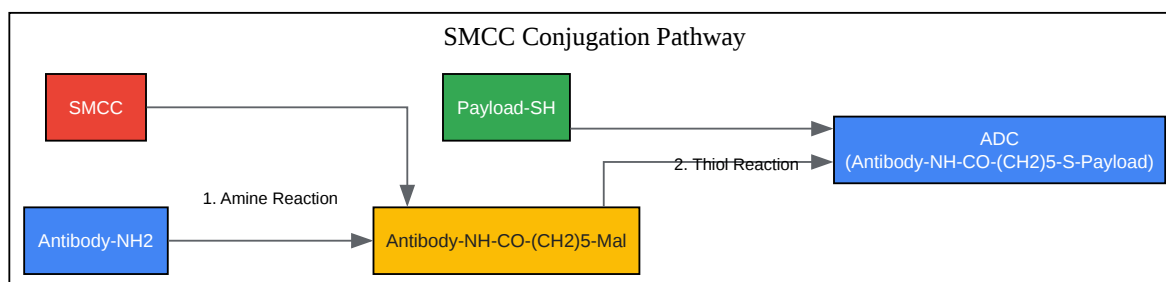 SMCC Conjugation Pathway
SMCC
Payload-SH
ADC
(Antibody-NH-CO-(CH2)5-S-Payload)
2. Thiol Reaction
1. Amine Reaction
Antibody-NH2
Antibody-NH-CO-(CH2)5-Mal